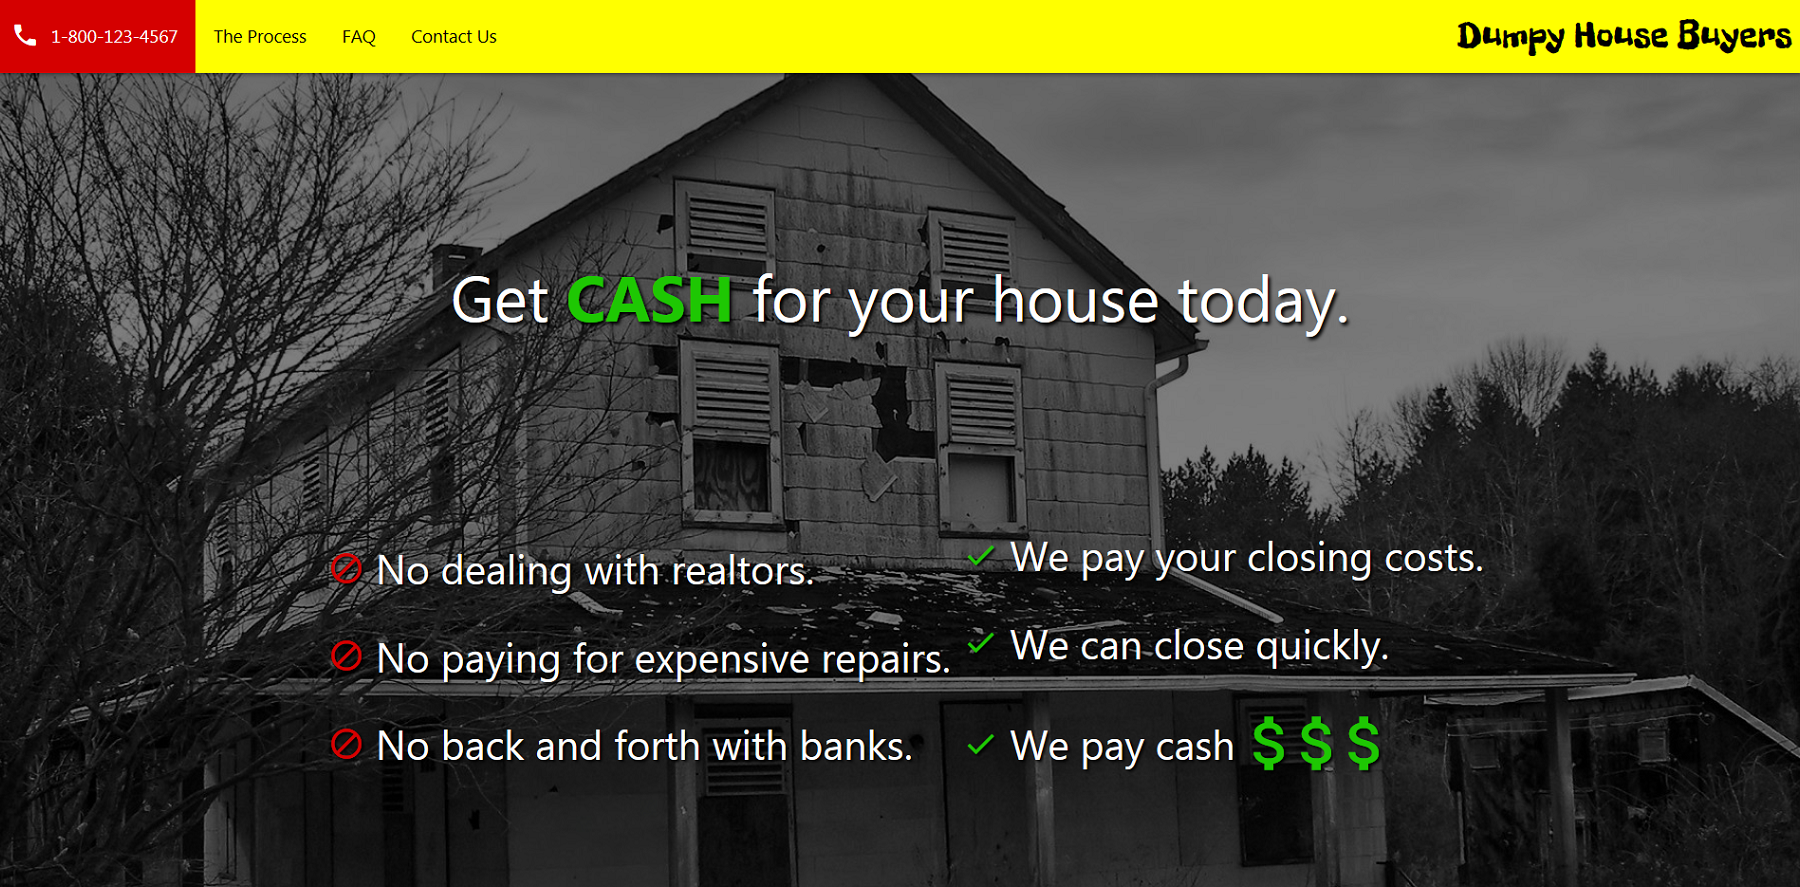 1-800-123-4567
The Process
FAQ
Contact Us
Dumpy House Buyers
Get CASH for your house today.
No dealing with realtors.
No paying for expensive repairs.
No back and forth with banks.
We pay your closing costs.
We can close quickly.
We pay cash $ $ $